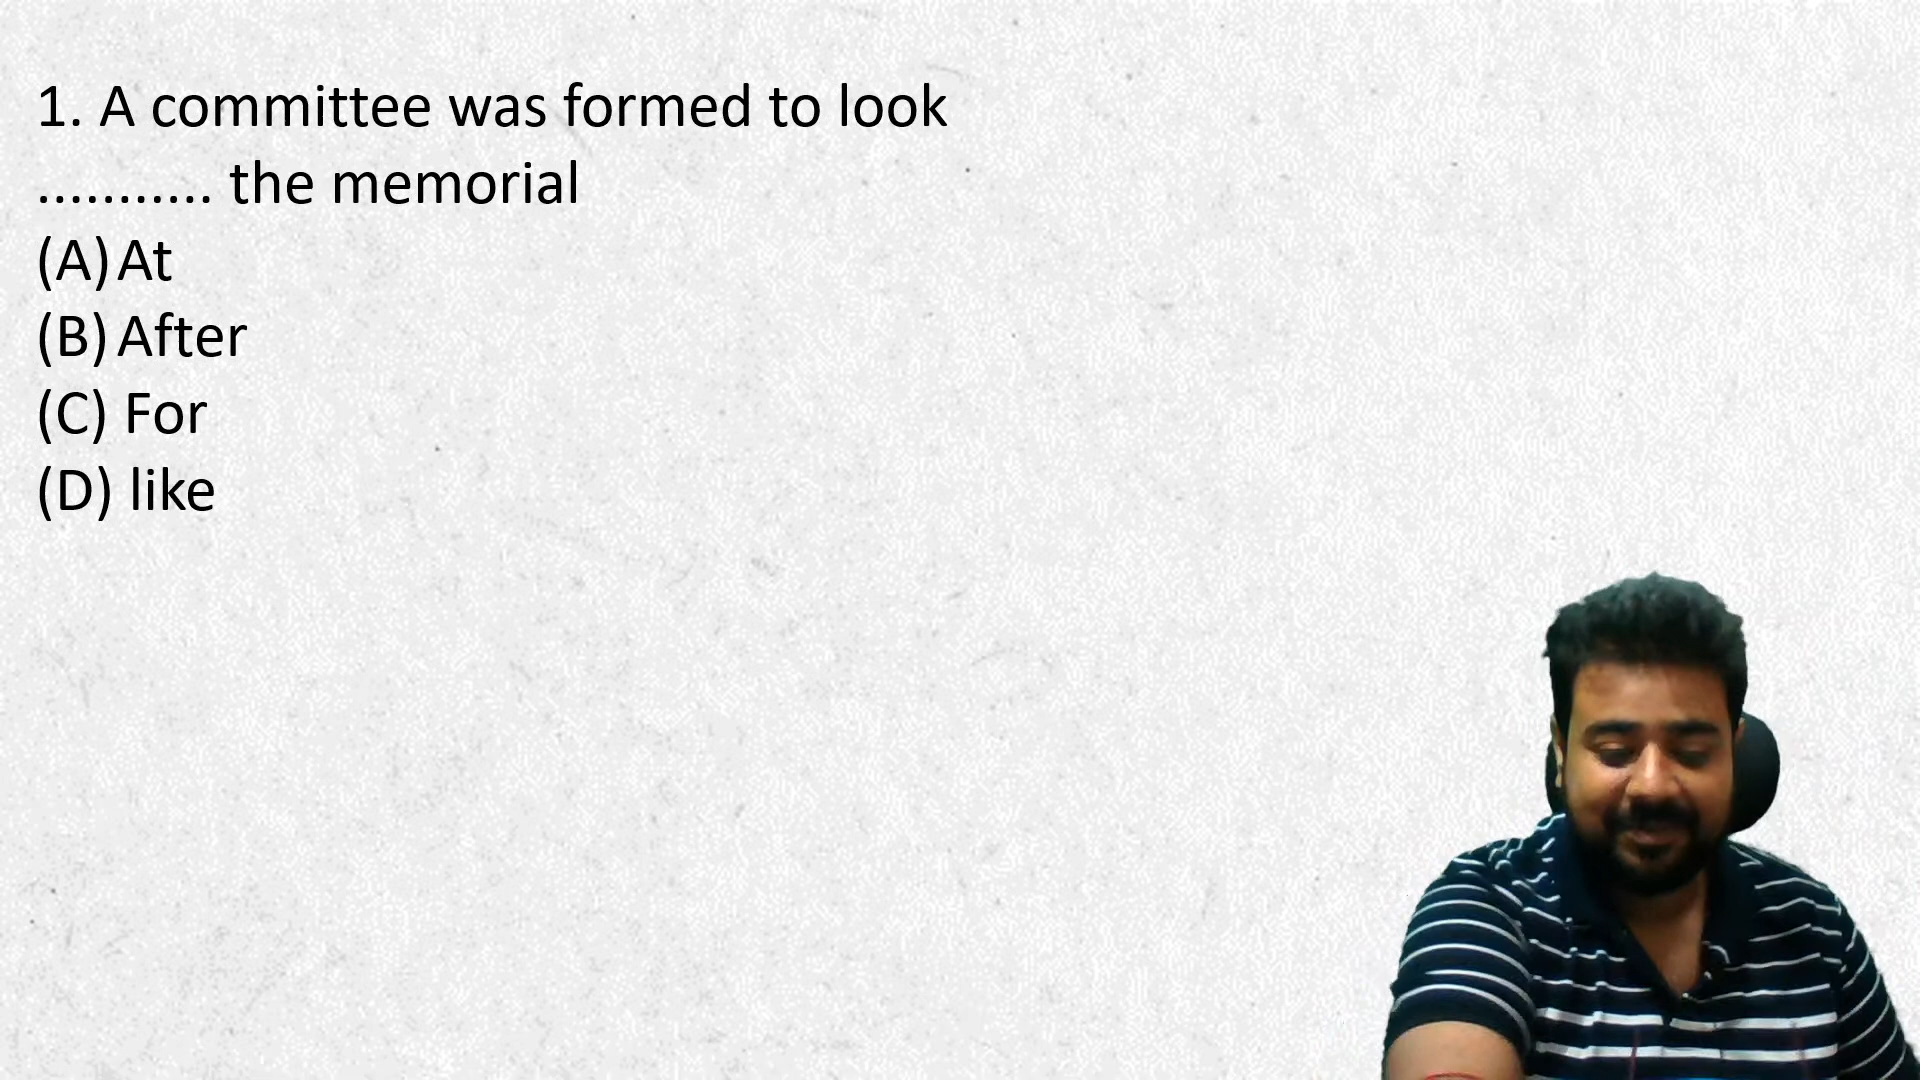 1. A committee was formed to look
........... the memorial
(A) At
(B) After
(C) For
(D) like